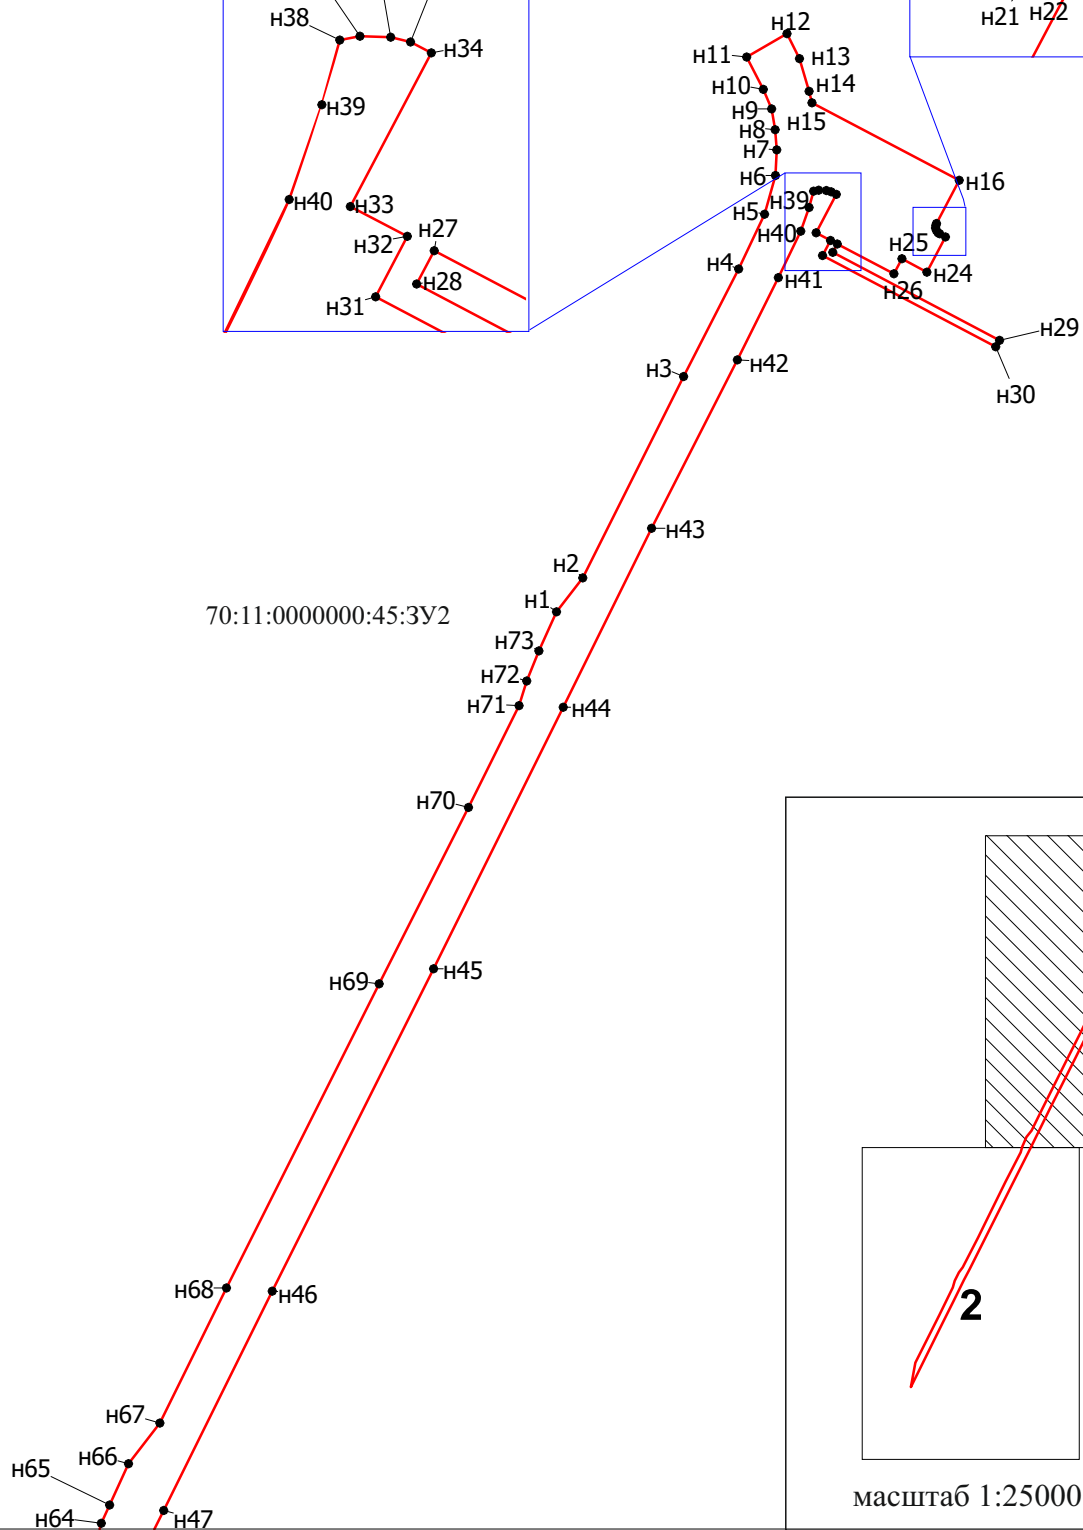 н38
н34
н39
н40
н33
н32
н27
н28
н31
н21
н22
н12
н11
н13
н10
н14
н9
н15
н8
н7
н6
н16
н39
н5
н40
н25
н4
н24
н41
н26
н29
н3
н42
н30
н43
н2
н1
70:11:0000000:45:ЗУ2
н73
н72
н71
н44
н70
н45
н69
н68
н46
2
н67
н66
н65
н64
н47
масштаб 1:25000